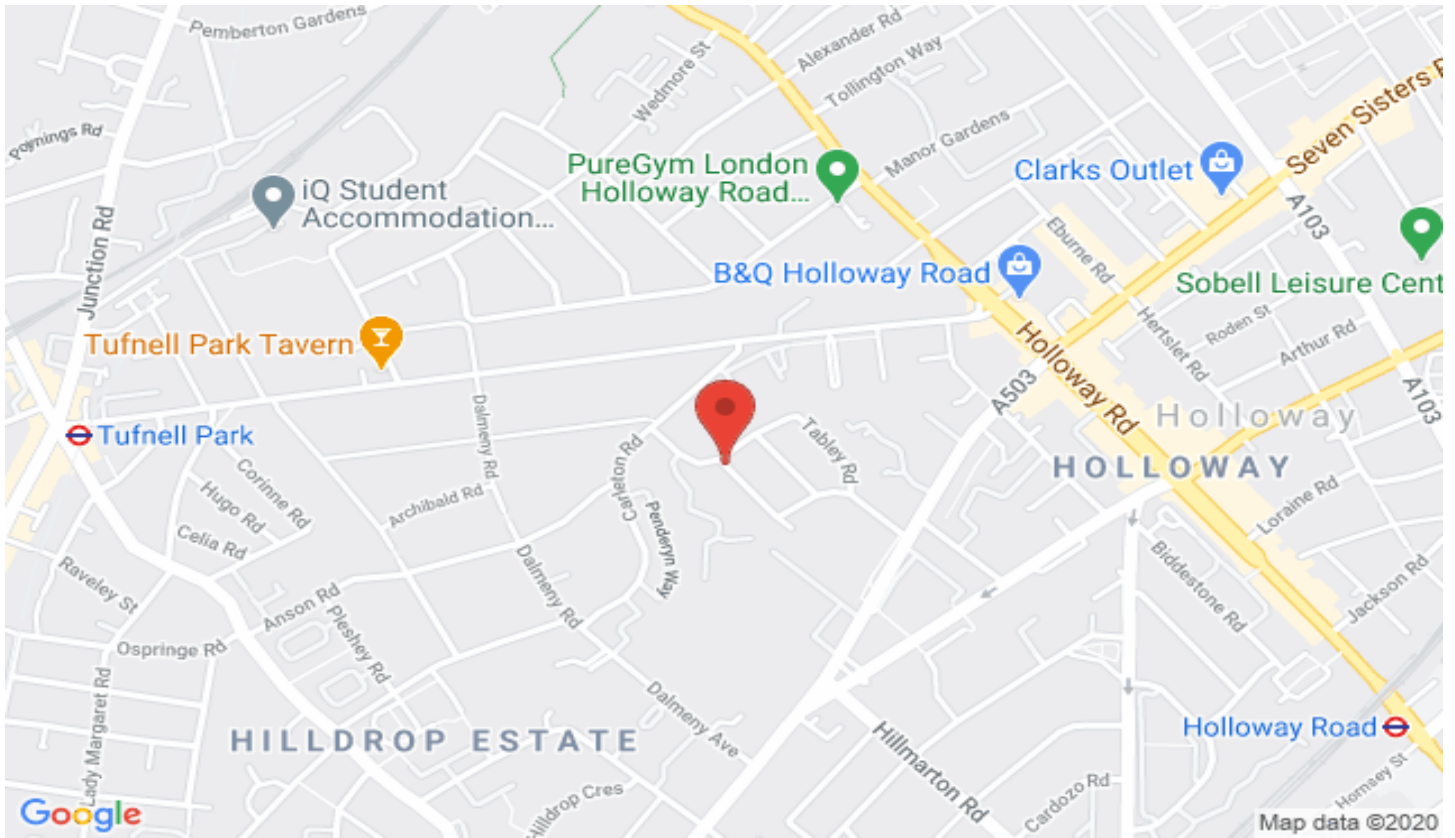 Pemberton Gardens
Alexander Rd
Wedmore St
Tollington Way
Poynings Rd
Manor Gardens
Seven Sisters R
PureGym London
Holloway Road...
Clarks Outlet
iQ Student
Accommodation...
A103
Junction Rd
Eburne Rd
B&Q Holloway Road
Sobell Leisure Cent
Hertslet Rd
Roden St
Arthur Rd
Tufnell Park Tavern
Holloway Rd
A503
A103
Dalmeny Rd
Holloway
Tufnell Park
Tabley Rd
Carleton Rd
HOLLOWAY
Corinne Rd
Hugo Rd
Archibald Rd
Loraine Rd
Celia Rd
Penderyn Way
Biddestone Rd
Raveley St
Dalmeny Rd
Jackson Rd
Anson Rd
Pleshey Rd
Ospringe Rd
Lady Margaret Rd
Dalmeny Ave
HILLDROP ESTATE
Holloway Road
Hillmarton Rd
Hilldrop Cres
Cardozo Rd
Hornsey St
Google
Map data ©2020